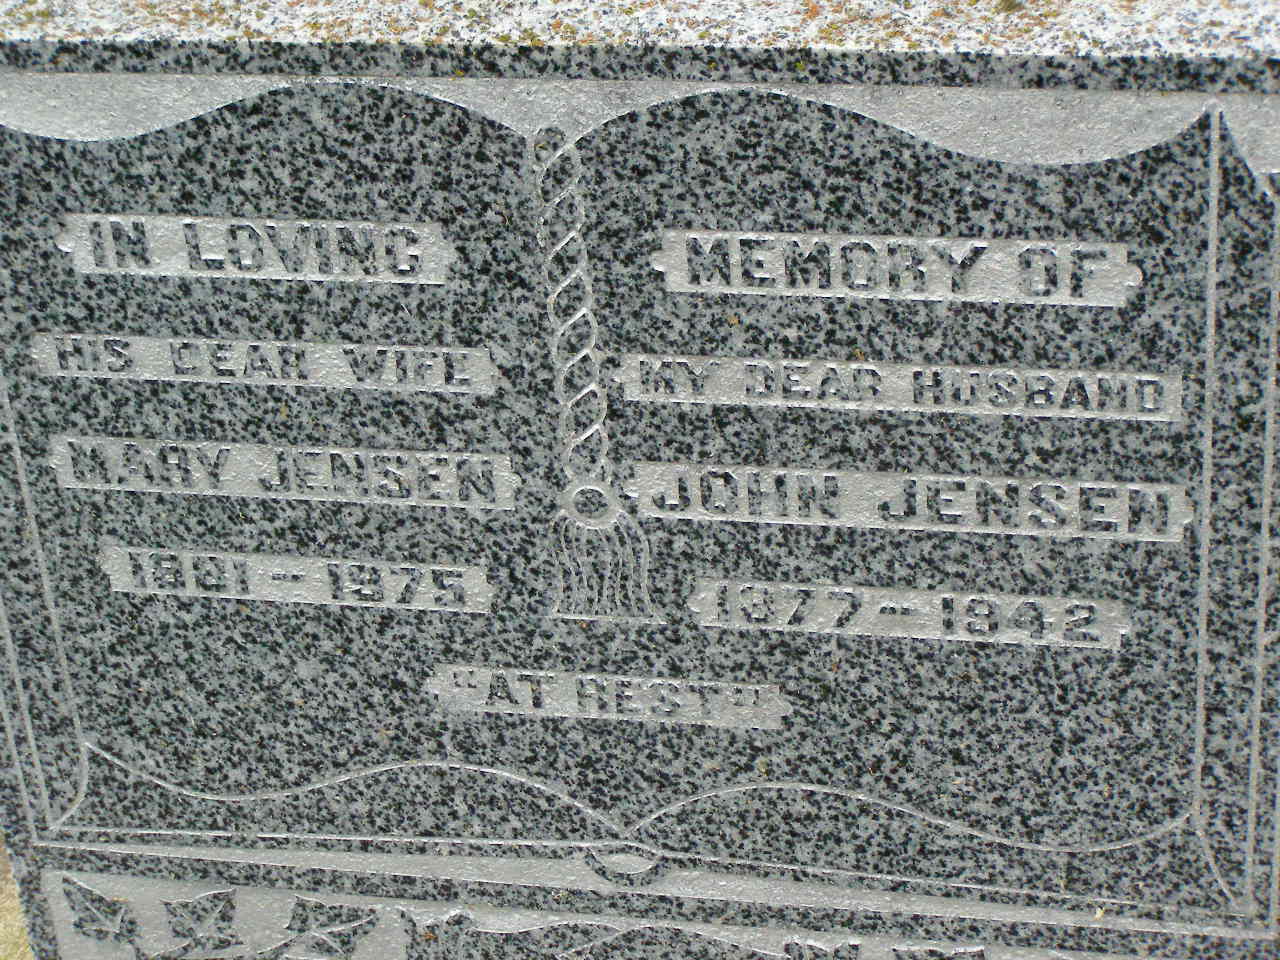 IN LOVING MEMORY OF
HIS DEAR WIFE
MARY JENSEN
1881 - 1975
MY DEAR HUSBAND
JOHN JENSEN
1877 - 1942
"AT REST"